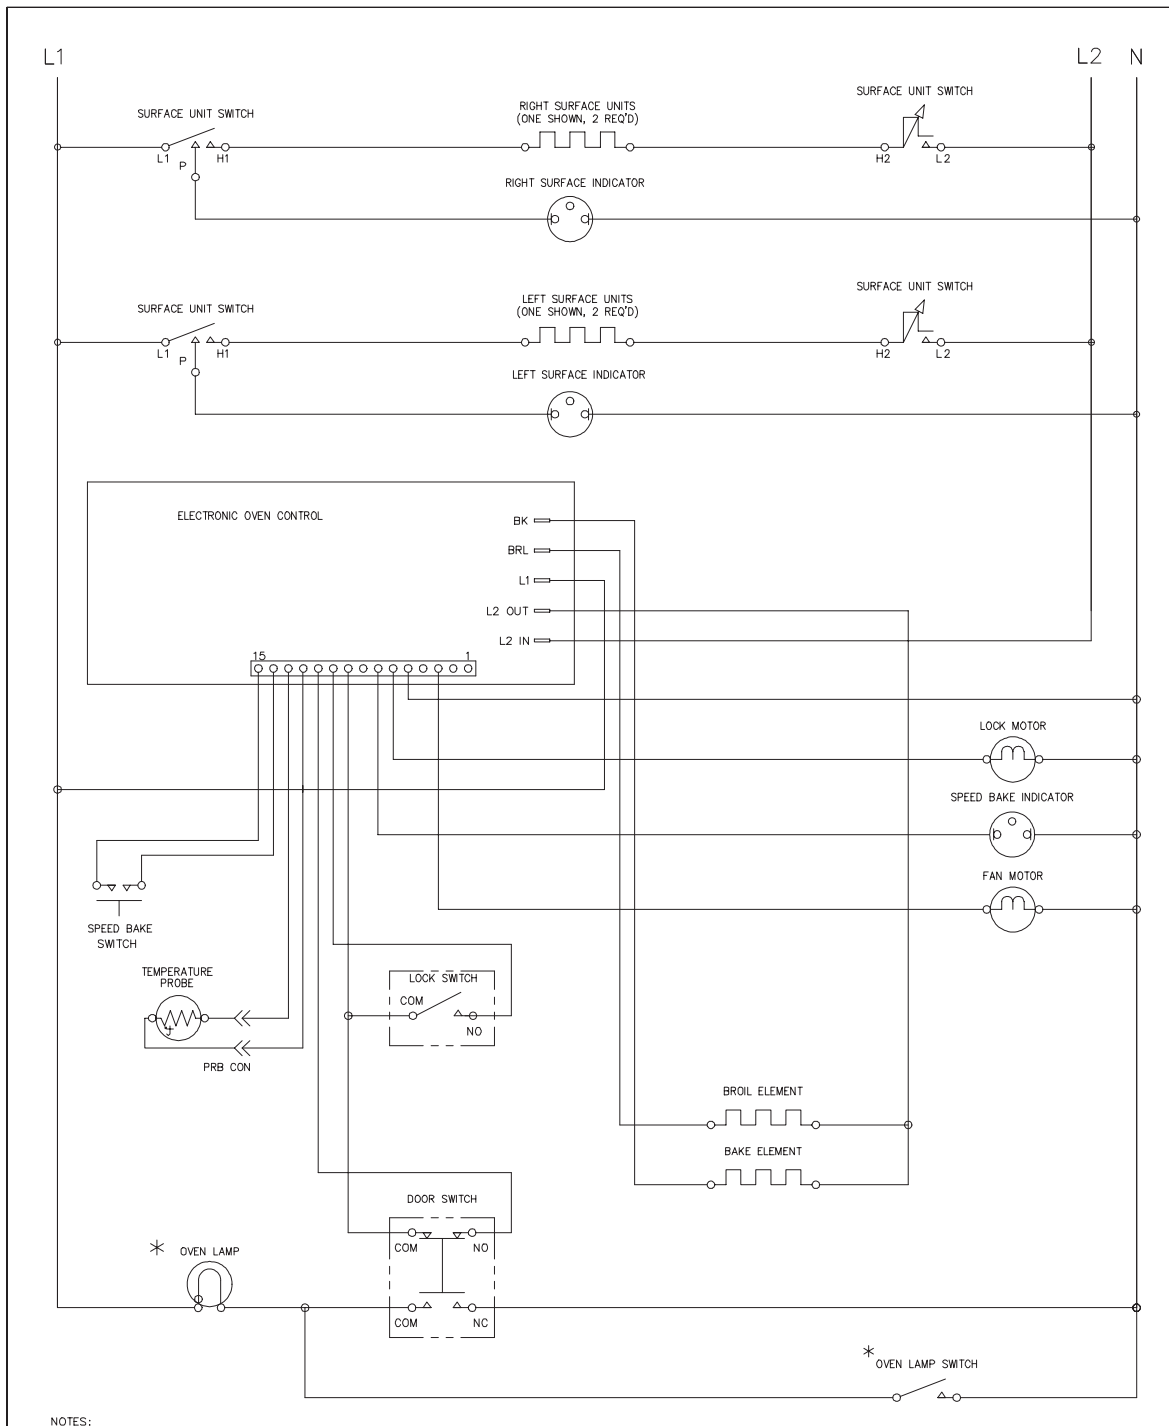 L1
L2 N
SURFACE UNIT SWITCH
RIGHT SURFACE UNITS
(ONE SHOWN, 2 REQ'D)
SURFACE UNIT SWITCH
L1
H1
H2
L2
P
RIGHT SURFACE INDICATOR
SURFACE UNIT SWITCH
LEFT SURFACE UNITS
(ONE SHOWN, 2 REQ'D)
SURFACE UNIT SWITCH
L1
H1
H2
L2
P
LEFT SURFACE INDICATOR
ELECTRONIC OVEN CONTROL
BK
BRL
L1
L2 OUT
L2 IN
15
1
LOCK MOTOR
SPEED BAKE INDICATOR
FAN MOTOR
SPEED BAKE
SWITCH
TEMPERATURE
PROBE
t
PRB CON
LOCK SWITCH
COM
NO
BROIL ELEMENT
BAKE ELEMENT
DOOR SWITCH
COM
NO
* OVEN LAMP
COM
NC
* OVEN LAMP SWITCH
NOTES: